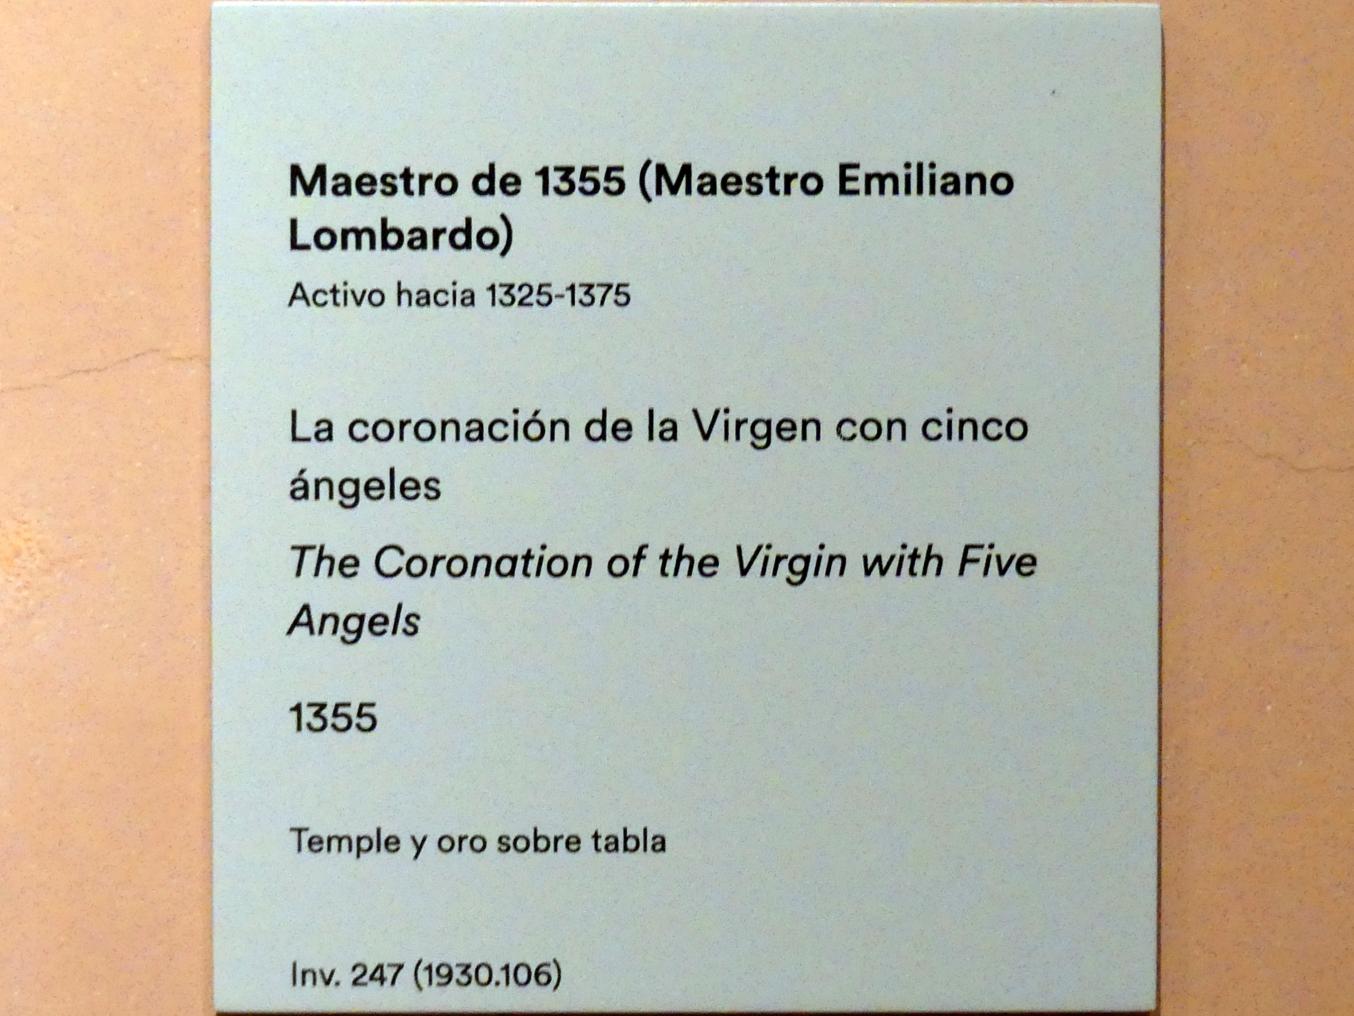 Maestro de 1355 (Maestro Emiliano
Lombardo)
Activo hacia 1325-1375
La coronación de la Virgen con cinco
ángeles
The Coronation of the Virgin with Five
Angels
1355
Temple y oro sobre tabla
Inv. 247 (1930.106)